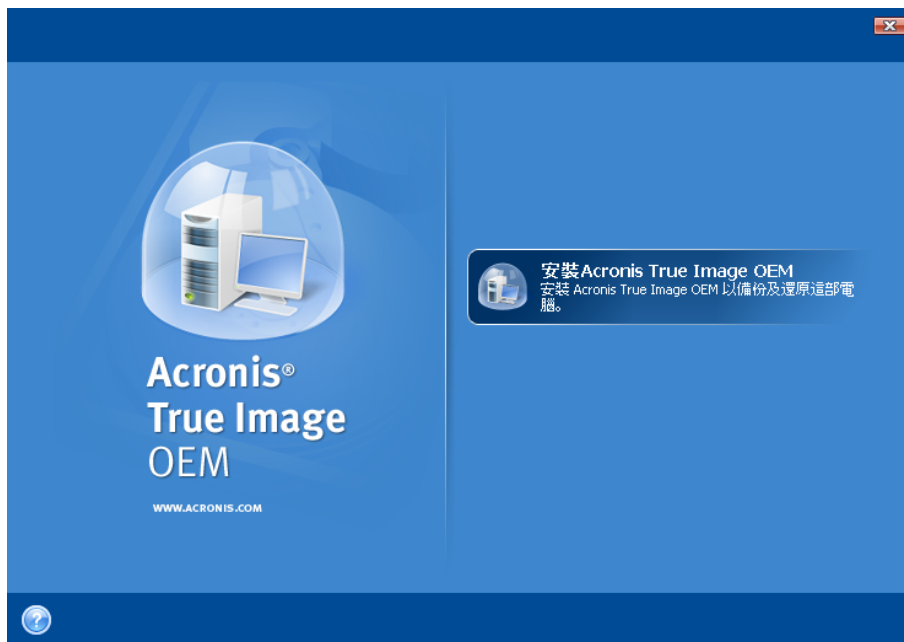 Acronis®
True Image
OEM
WWW.ACRONIS.COM
安裝Acronis True Image OEM
安裝 Acronis True Image OEM 以備份及還原這部電
腦。